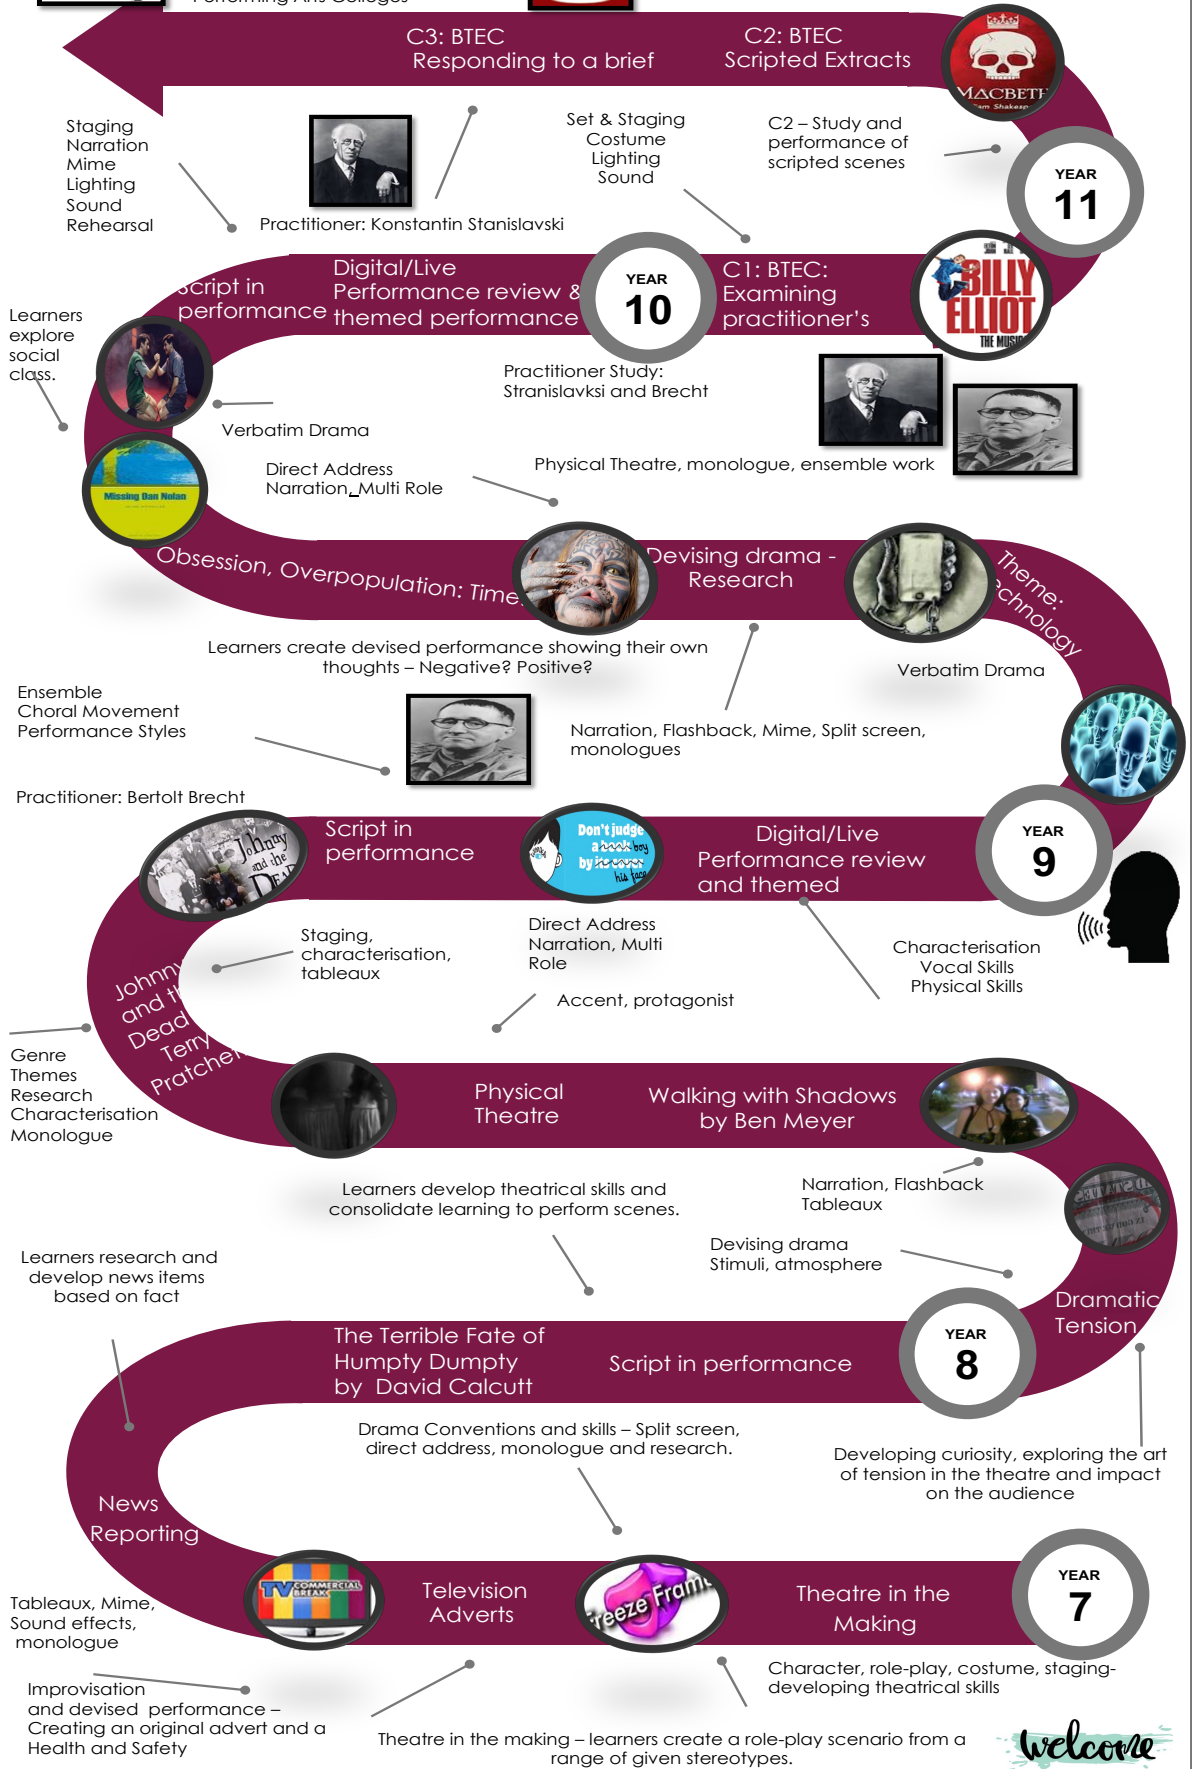 C3: BTEC
Responding to a brief
C2: BTEC
Scripted Extracts
MACBETH
Staging
Narration
Mime
Lighting
Sound
Rehearsal
Set & Staging
Costume
Lighting
Sound
C2 – Study and
performance of
scripted scenes
YEAR
11
Practitioner: Konstantin Stanislavski
Script in
performance
Digital/Live
Performance review &
themed performance
YEAR
10
C1: BTEC:
Examining
practitioner's
BILLY
ELLIOT
THE MUSIC
Learners
explore
social
class.
Practitioner Study:
Stranislavksi and Brecht
Verbatim Drama
Direct Address
Narration, Multi Role
Physical Theatre, monologue, ensemble work
Missing Dan Nolan
Obsession, Overpopulation: Time.
Devising drama -
Research
Theme:
echnology
Learners create devised performance showing their own
thoughts – Negative? Positive?
Verbatim Drama
Ensemble
Choral Movement
Performance Styles
Narration, Flashback, Mime, Split screen,
monologues
Practitioner: Bertolt Brecht
Johnny
and the
DEAD
Script in
performance
Don't judge
a book boy
by its cover
his face
Digital/Live
Performance review
and themed
YEAR
9
Staging,
characterisation,
tableaux
Direct Address
Narration, Multi
Role
Characterisation
Vocal Skills
Physical Skills
Accent, protagonist
Johnny
and th
Dead
Terry
Pratchet
Genre
Themes
Research
Characterisation
Monologue
Physical
Theatre
Walking with Shadows
by Ben Meyer
Learners develop theatrical skills and
consolidate learning to perform scenes.
Narration, Flashback
Tableaux
Learners research and
develop news items
based on fact
Devising drama
Stimuli, atmosphere
Dramatic
Tension
The Terrible Fate of
Humpty Dumpty
by David Calcutt
Script in performance
YEAR
8
Drama Conventions and skills – Split screen,
direct address, monologue and research.
Developing curiosity, exploring the art
of tension in the theatre and impact
on the audience
News
Reporting
TV COMMERCIAL
BREAK
Television
Adverts
Freeze Frame
Theatre in the
Making
YEAR
7
Tableaux, Mime,
Sound effects,
monologue
Character, role-play, costume, staging-
developing theatrical skills
Improvisation
and devised performance –
Creating an original advert and a
Health and Safety
Theatre in the making – learners create a role-play scenario from a
range of given stereotypes.
welcome